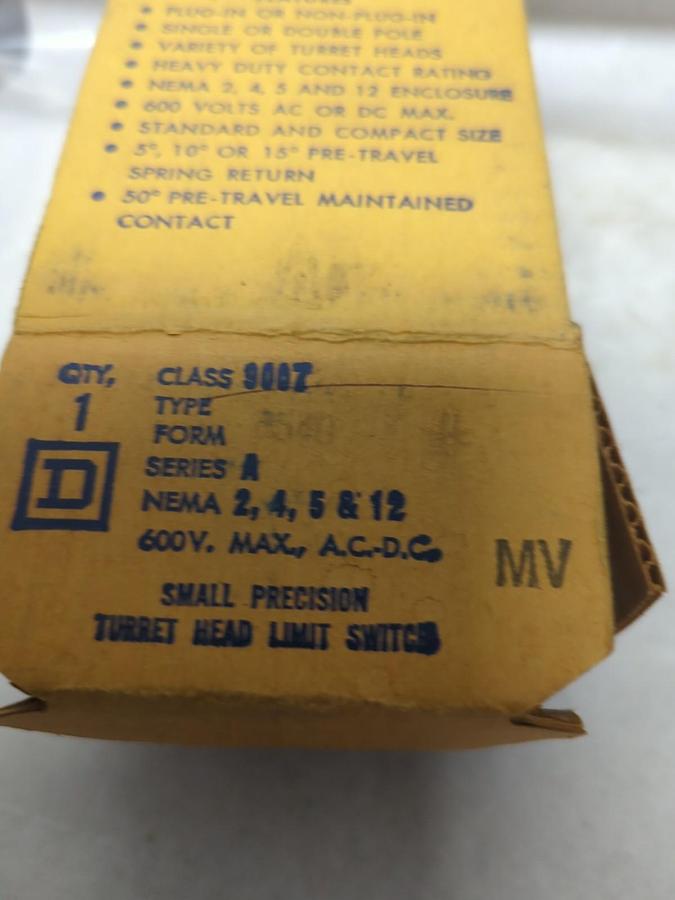 FEATURES
• PLUG-IN OR NON-PLUG-IN
• SINGLE OR DOUBLE POLE
• VARIETY OF TURRET HEADS
• HEAVY DUTY CONTACT RATING
• NEMA 2, 4, 5 AND 12 ENCLOSURE
• 600 VOLTS AC OR DC MAX.
• STANDARD AND COMPACT SIZE
• 5°, 10° OR 15° PRE-TRAVEL
SPRING RETURN
• 50° PRE-TRAVEL MAINTAINED
CONTACT
QTY,
1
D
CLASS 9007
TYPE
FORM
SERIES A
NEMA 2, 4, 5 & 12
600V. MAX., A.C.-D.C.
MV
SMALL PRECISION
TURRET HEAD LIMIT SWITCH